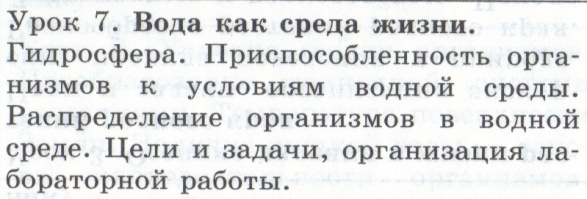 Урок 7. Вода как среда жизни.
Гидросфера. Приспособленность орга-
низмов к условиям водной среды.
Распределение организмов в водной
среде. Цели и задачи, организация ла-
бораторной работы.